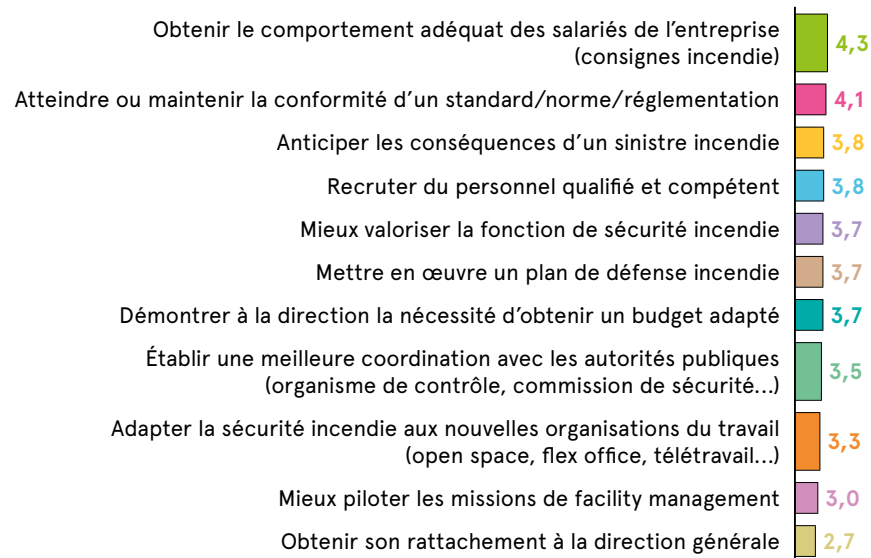 Obtenir le comportement adéquat des salariés de l’entreprise
(consignes incendie)
4,3
Atteindre ou maintenir la conformité d’un standard/norme/réglementation
4,1
Anticiper les conséquences d’un sinistre incendie
3,8
Recruter du personnel qualifié et compétent
3,8
Mieux valoriser la fonction de sécurité incendie
3,7
Mettre en œuvre un plan de défense incendie
3,7
Démontrer à la direction la nécessité d’obtenir un budget adapté
3,7
Établir une meilleure coordination avec les autorités publiques
(organisme de contrôle, commission de sécurité...)
3,5
Adapter la sécurité incendie aux nouvelles organisations du travail
(open space, flex office, télétravail...)
3,3
Mieux piloter les missions de facility management
3,0
Obtenir son rattachement à la direction générale
2,7